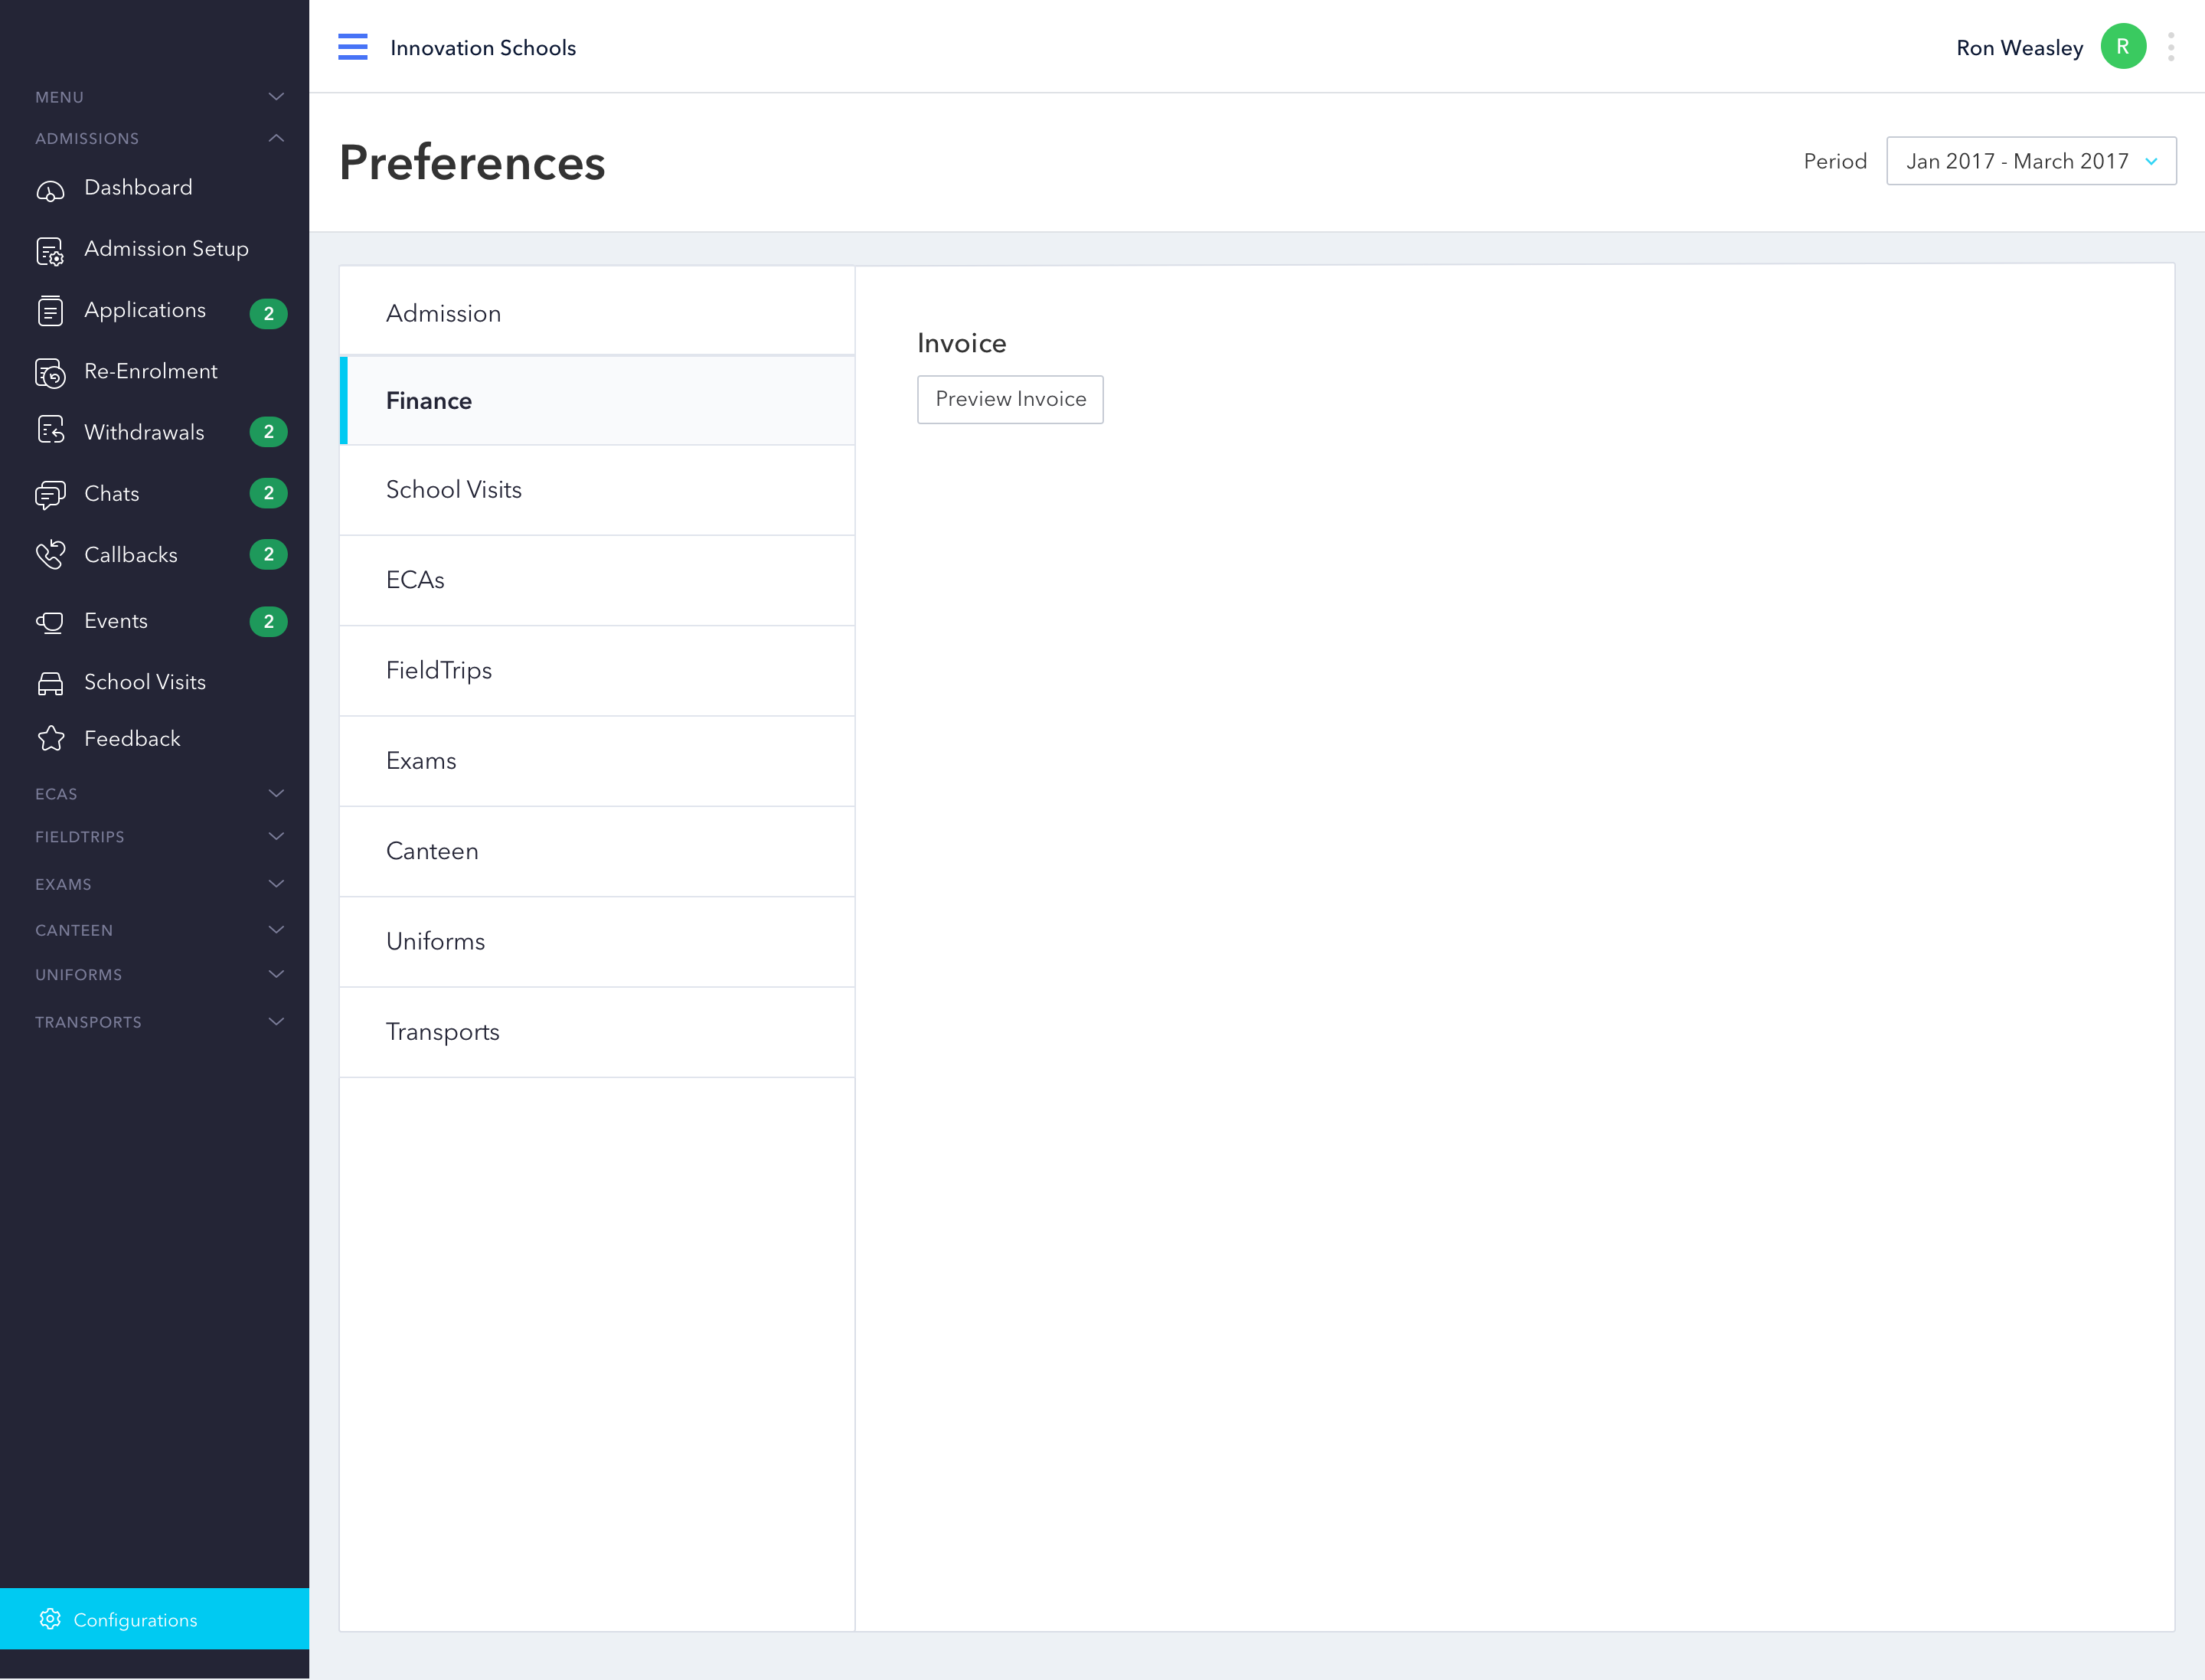 MENU
ADMISSIONS
Dashboard
Admission Setup
Applications 2
Re-Enrolment
Withdrawals 2
Chats 2
Callbacks 2
Events 2
School Visits
Feedback
ECAS
FIELDTRIPS
EXAMS
CANTEEN
UNIFORMS
TRANSPORTS
Configurations
Innovation Schools
Ron Weasley R
Preferences
Period Jan 2017 - March 2017
Admission
Finance
School Visits
ECAs
FieldTrips
Exams
Canteen
Uniforms
Transports
Invoice
Preview Invoice